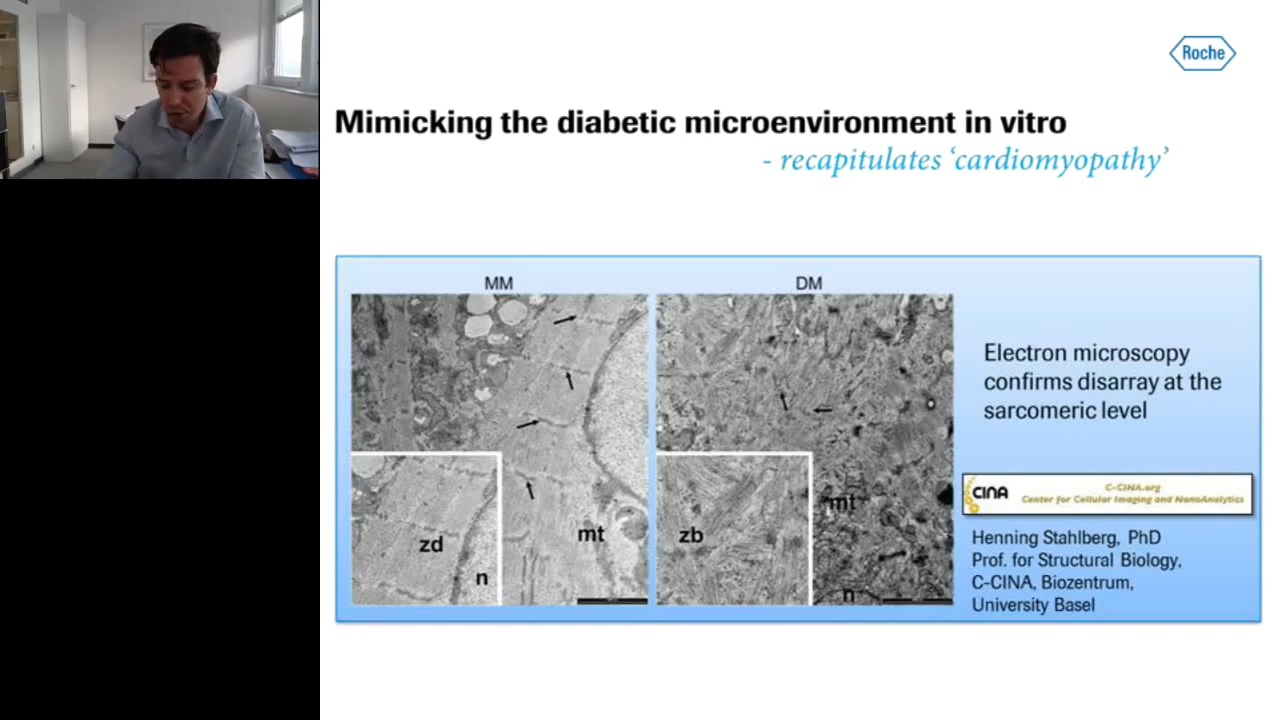 Roche
Mimicking the diabetic microenvironment in vitro
- recapitulates ‘cardiomyopathy’
MM
DM
zd
n
mt
zb
mt
n
Electron microscopy
confirms disarray at the
sarcomeric level
CINA
C-CINA.org
Center for Cellular Imaging and NanoAnalytics
Henning Stahlberg, PhD
Prof. for Structural Biology,
C-CINA, Biozentrum,
University Basel